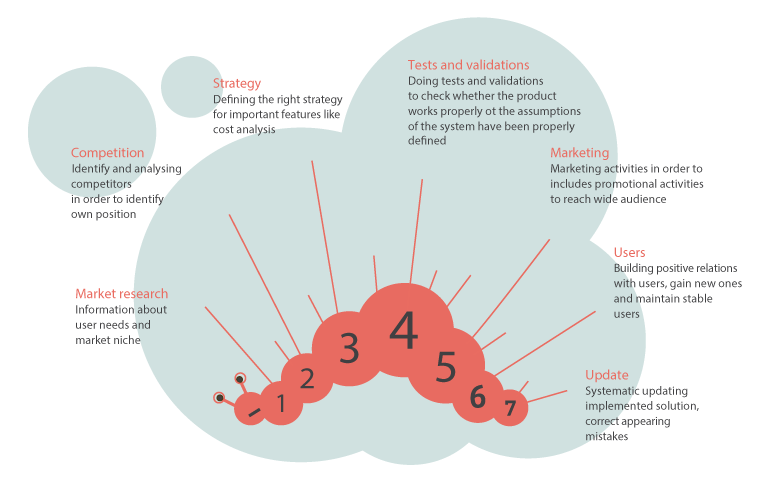 Tests and validations
Doing tests and validations
to check whether the product
works properly ot the assumptions
of the system have been properly
defined
Strategy
Defining the right strategy
for important features like
cost analysis
Competition
Identify and analysing
competitors
in order to identify
own position
Marketing
Marketing activities in order to
includes promotional activities
to reach wide audience
Users
Building positive relations
with users, gain new ones
and maintain stable
users
Market research
Information about
user needs and
market niche
Update
Systematic updating
implemented solution,
correct appearing
mistakes
1
2
3
4
5
6
7